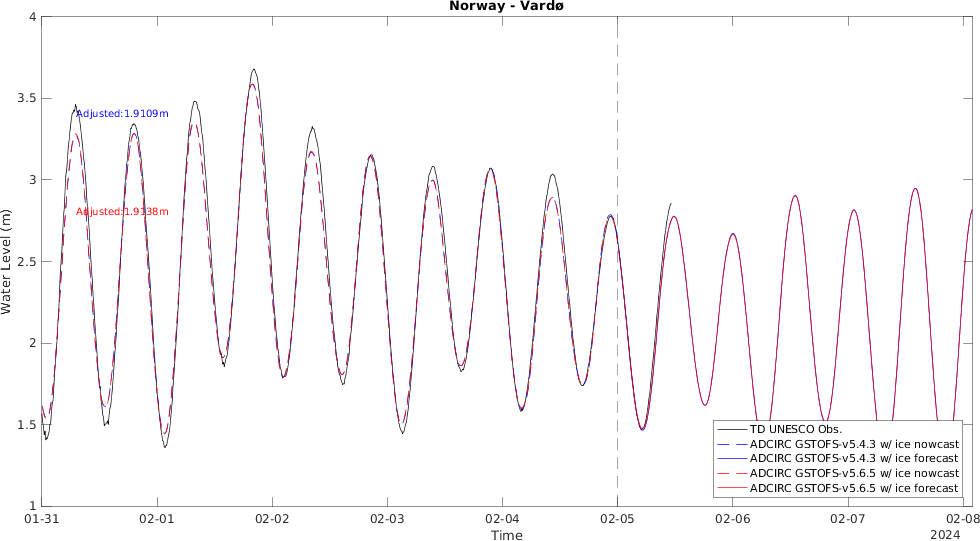 Norway - Vardø
4
3.5
3
2.5
2
1.5
1
Water Level (m)
Adjusted:1.9109m
Adjusted:1.9138m
TD UNESCO Obs.
ADCIRC GSTOFS-v5.4.3 w/ ice nowcast
ADCIRC GSTOFS-v5.4.3 w/ ice forecast
ADCIRC GSTOFS-v5.6.5 w/ ice nowcast
ADCIRC GSTOFS-v5.6.5 w/ ice forecast
01-31 02-01 02-02 02-03 02-04 02-05 02-06 02-07 02-08
Time
2024